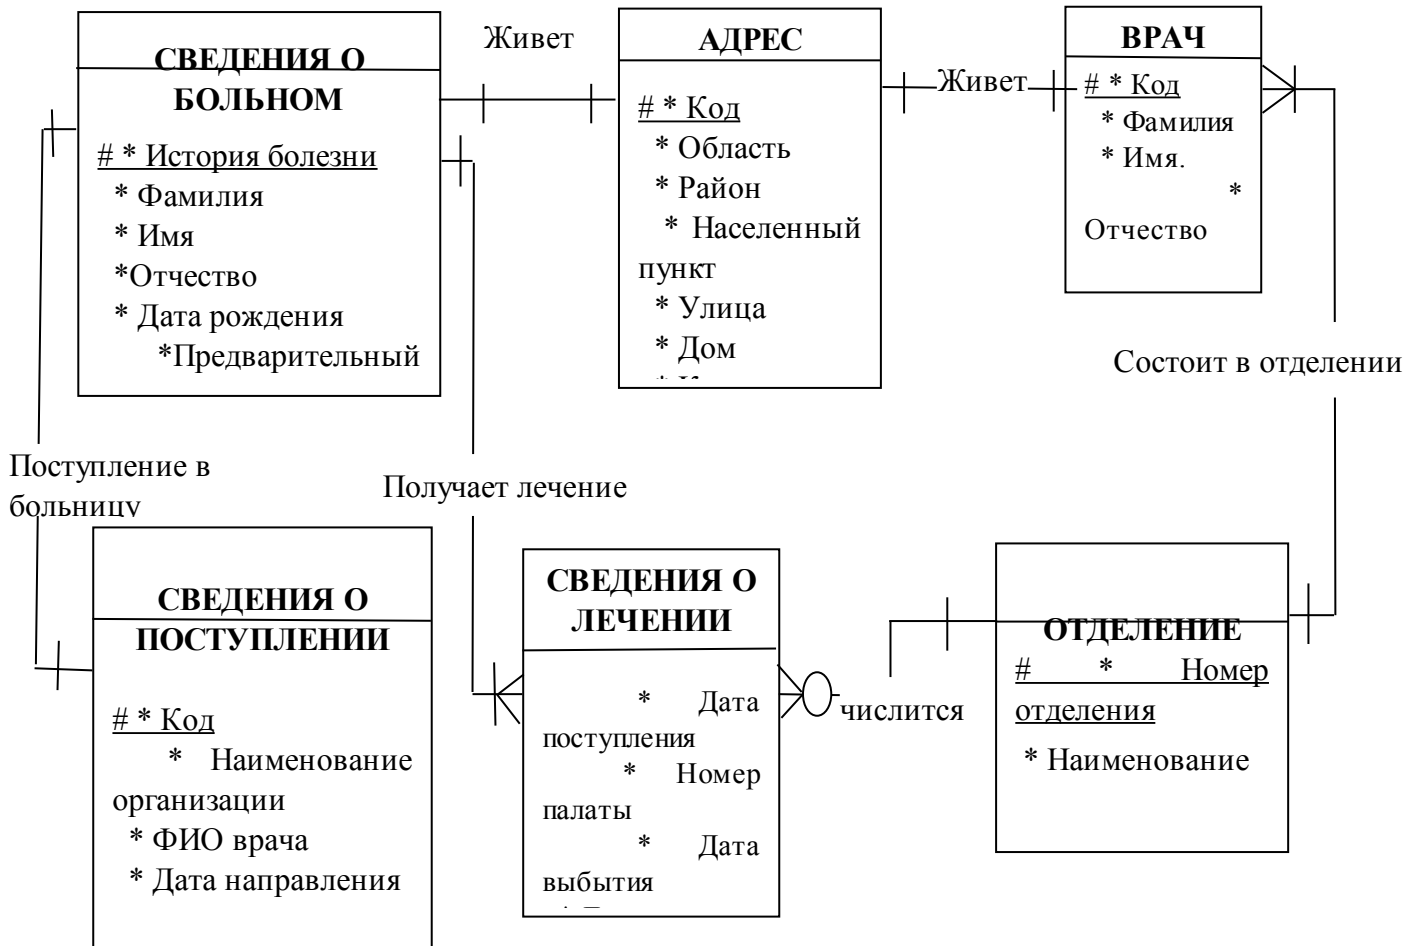 СВЕДЕНИЯ О
БОЛЬНОМ
# * История болезни
* Фамилия
* Имя
*Отчество
* Дата рождения
*Предварительный
Живет
АДРЕС
# * Код
* Область
* Район
* Населенный
пункт
* Улица
* Дом
Живет
ВРАЧ
# * Код
* Фамилия
* Имя.
*
Отчество
Состоит в отделении
Поступление в
больницу
Получает лечение
СВЕДЕНИЯ О
ПОСТУПЛЕНИИ
# * Код
* Наименование
организации
* ФИО врача
* Дата направления
СВЕДЕНИЯ О
ЛЕЧЕНИИ
* Дата
поступления
* Номер
палаты
* Дата
выбытия
числится
ОТДЕЛЕНИЕ
# * Номер
отделения
* Наименование